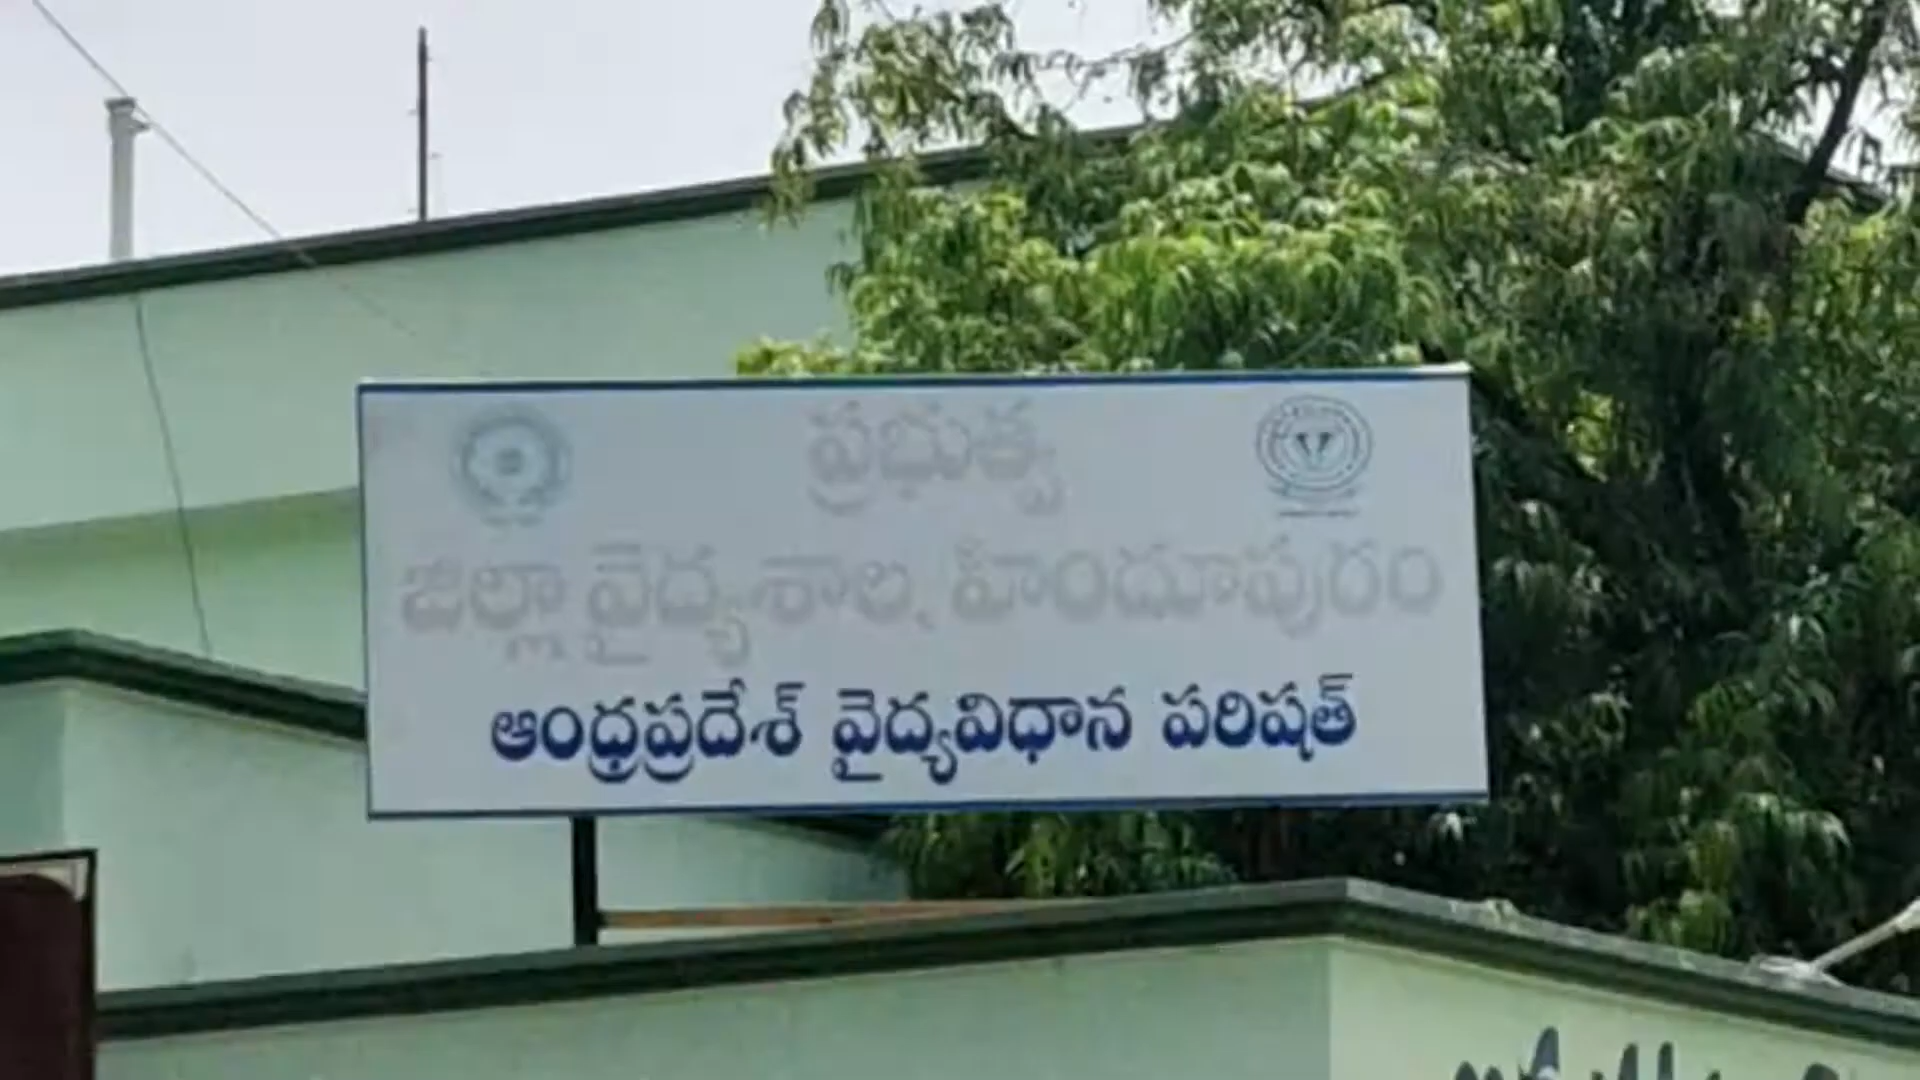 ప్రభుత్వ
జిల్లా వైద్యశాల, హిందూపురం
ఆంధ్రప్రదేశ్ వైద్యవిధాన పరిషత్